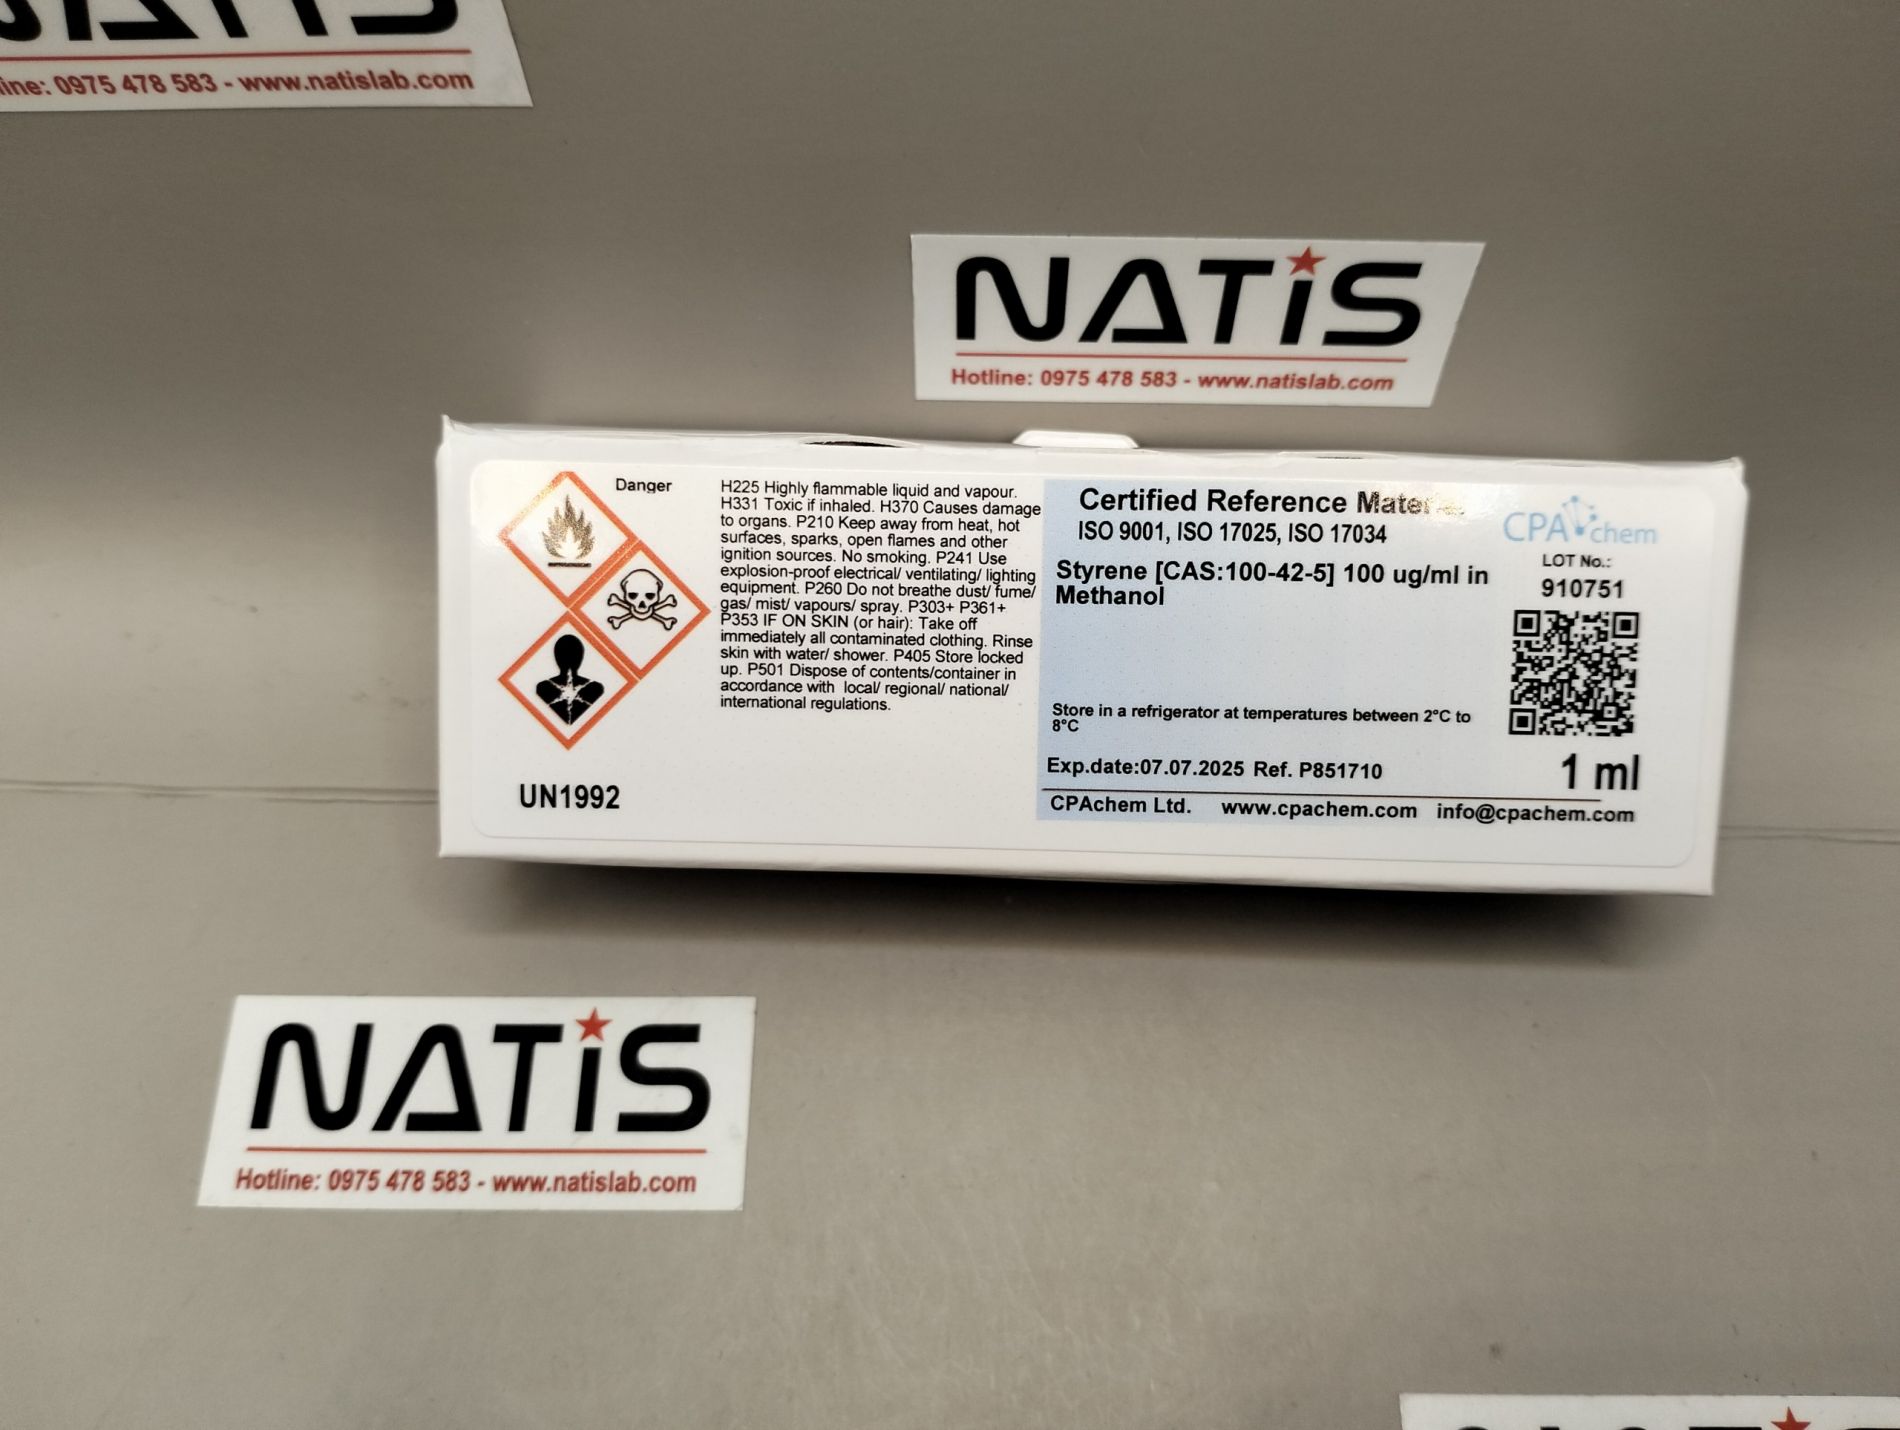 NATiS
ine: 0975 478 583 - www.natislab.com
NATiS
Hotline: 0975 478 583 - www.natislab.com
Danger
UN1992
H225 Highly flammable liquid and vapour.
H331 Toxic if inhaled. H370 Causes damage
to organs. P210 Keep away from heat, hot
surfaces, sparks, open flames and other
ignition sources. No smoking. P241 Use
explosion-proof electrical/ ventilating/ lighting
equipment. P260 Do not breathe dust/ fume/
gas/ mist/ vapours/ spray. P303+ P361+
P353 IF ON SKIN (or hair): Take off
immediately all contaminated clothing. Rinse
skin with water/ shower. P405 Store locked
up. P501 Dispose of contents/container in
accordance with local/ regional/ national/
international regulations.
Certified Reference Material
ISO 9001, ISO 17025, ISO 17034
Styrene [CAS:100-42-5] 100 ug/ml in
Methanol
Store in a refrigerator at temperatures between 2°C to
8°C
Exp.date:07.07.2025 Ref. P851710
CPAchem
LOT No.:
910751
1 ml
CPAchem Ltd. www.cpachem.com info@cpachem.com
NATiS
Hotline: 0975 478 583 - www.natislab.com